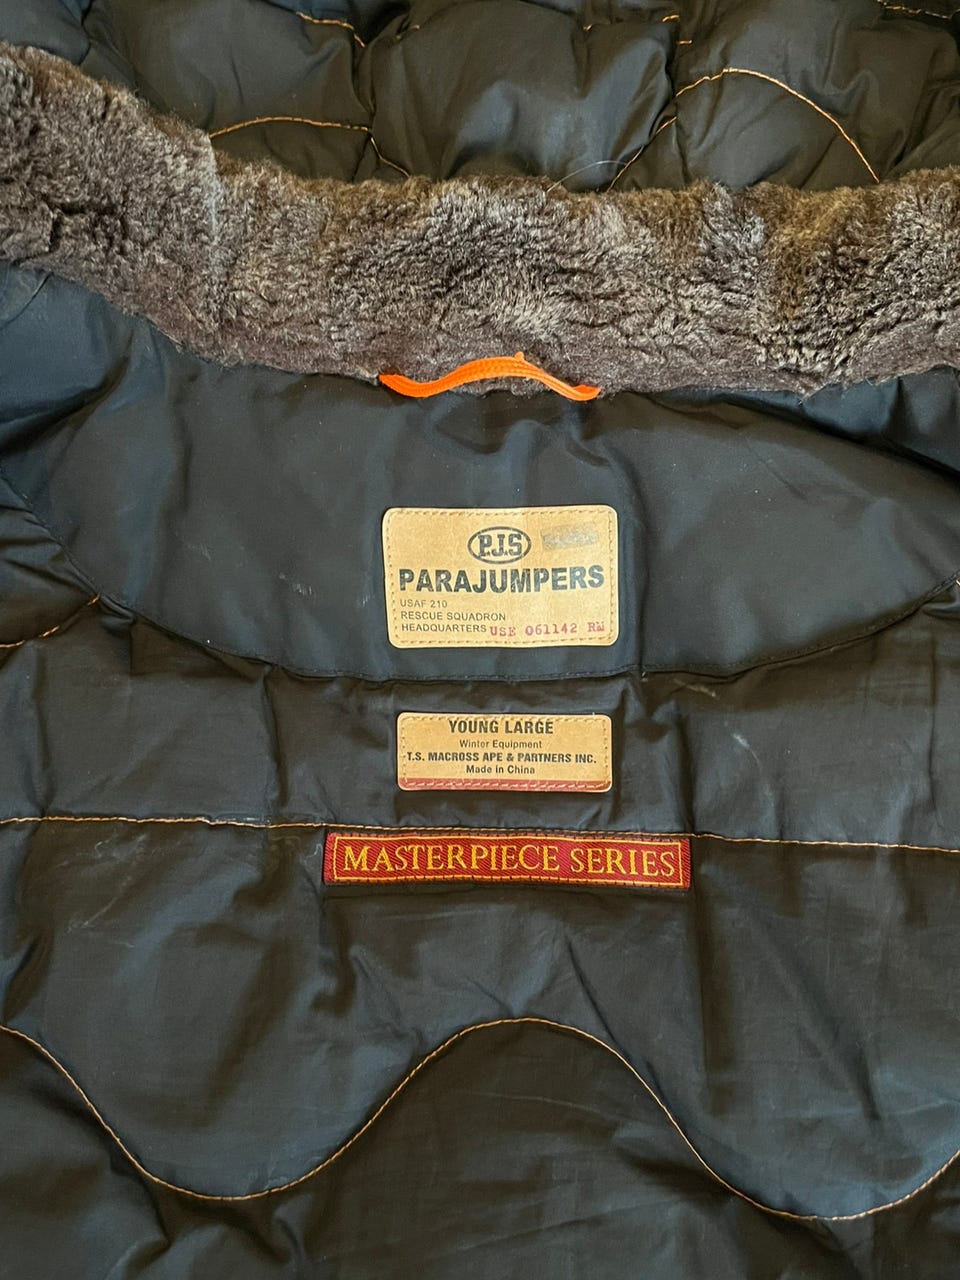 P.J.S
PARAJUMPERS
USAF 210
RESCUE SQUADRON
HEADQUARTERS USE 061142 RW
YOUNG LARGE
Winter Equipment
T.S. MACROSS APE & PARTNERS INC.
Made in China
MASTERPIECE SERIES